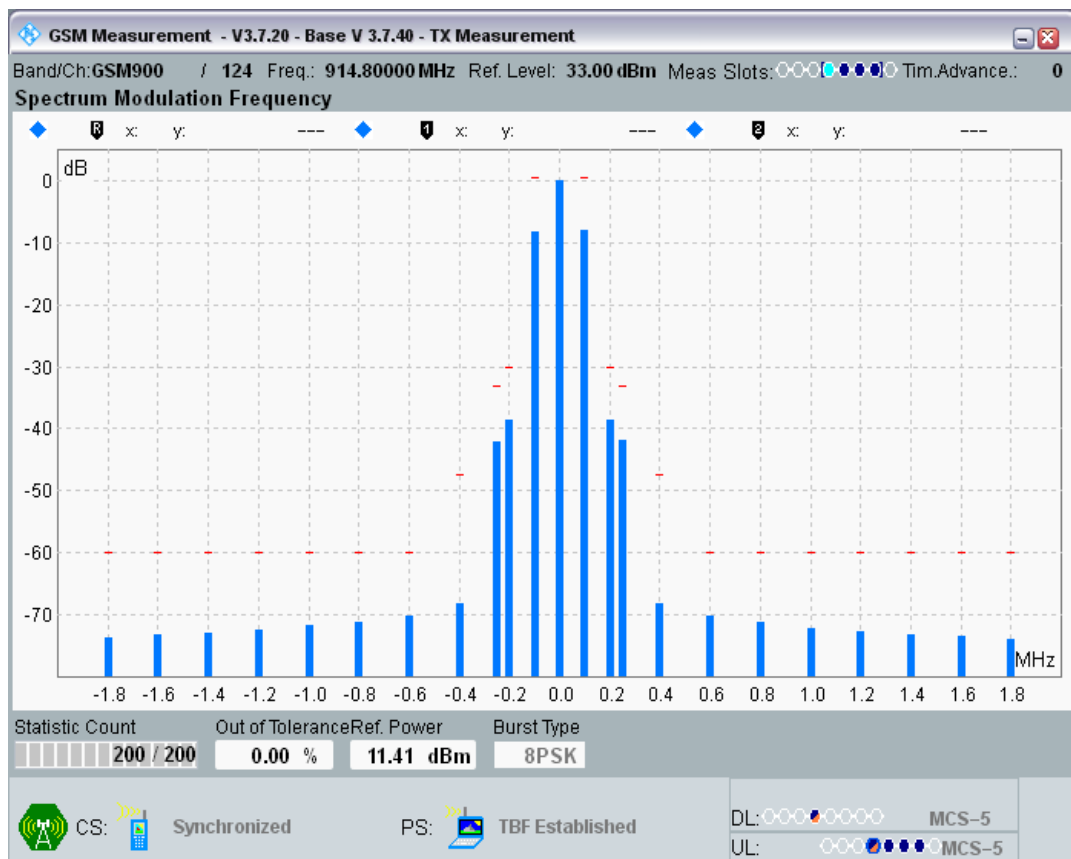 GSM Measurement - V3.7.20 - Base V 3.7.40 - TX Measurement
Band/Ch:GSM900 / 124 Freq.: 914.80000 MHz Ref. Level: 33.00 dBm Meas Slots: Tim.Advance.: 0
Spectrum Modulation Frequency
R x: y: --- 1 x: y: --- 2 x: y: ---
dB
0
-10
-20
-30
-40
-50
-60
-70
MHz
-1.8 -1.6 -1.4 -1.2 -1.0 -0.8 -0.6 -0.4 -0.2 0.0 0.2 0.4 0.6 0.8 1.0 1.2 1.4 1.6 1.8
Statistic Count Out of Tolerance Ref. Power Burst Type
200 / 200 0.00 % 11.41 dBm 8PSK
CS: Synchronized PS: TBF Established
DL: MCS-5
UL: MCS-5